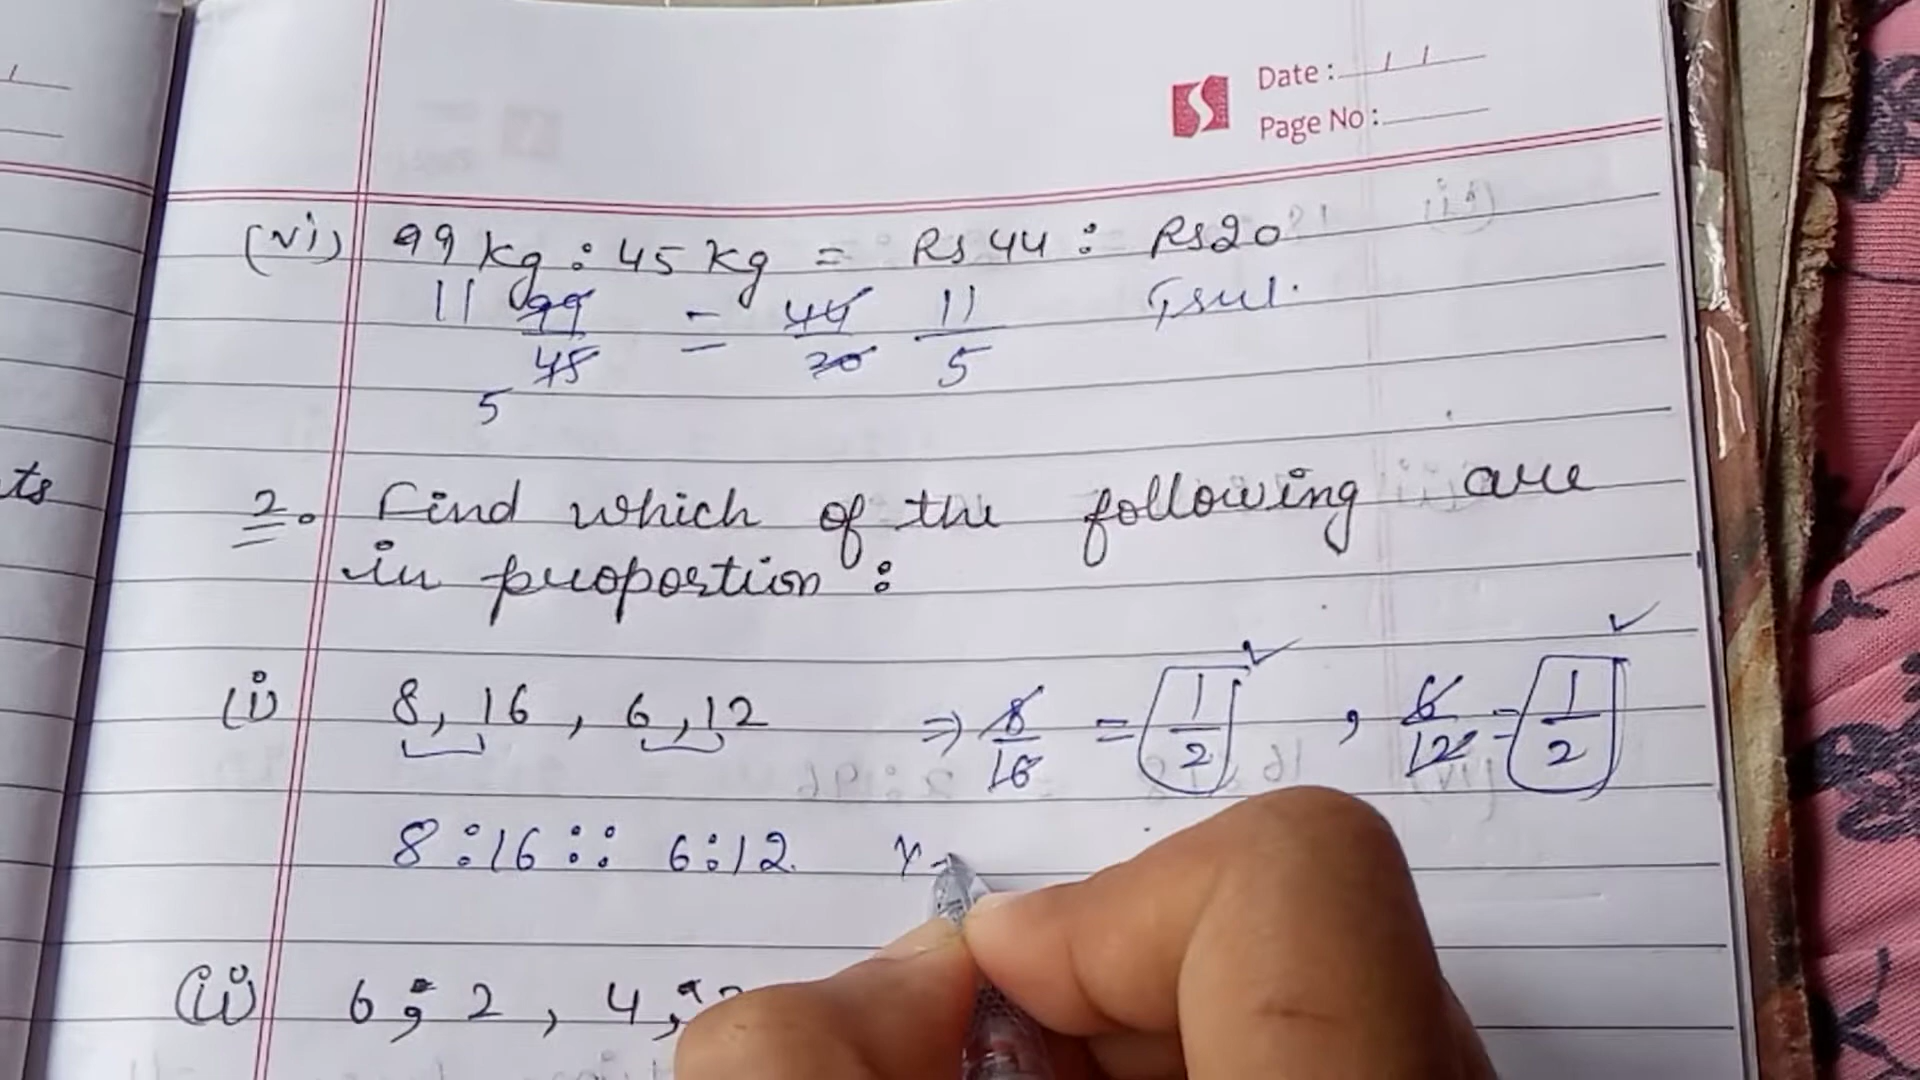 Date :
Page No :
ts
(vi) 99 kg : 45 kg = Rs 44 : Rs 20
11 99/45 5 = 44/20 11/5
2. Find which of the following are
in proportion :
(i) 8, 16 , 6, 12 ⇒ 8/16 = 1/2 ✓ , 6/12 = 1/2 ✓
8 : 16 :: 6 : 12.
(ii) 6, 2 , 4,